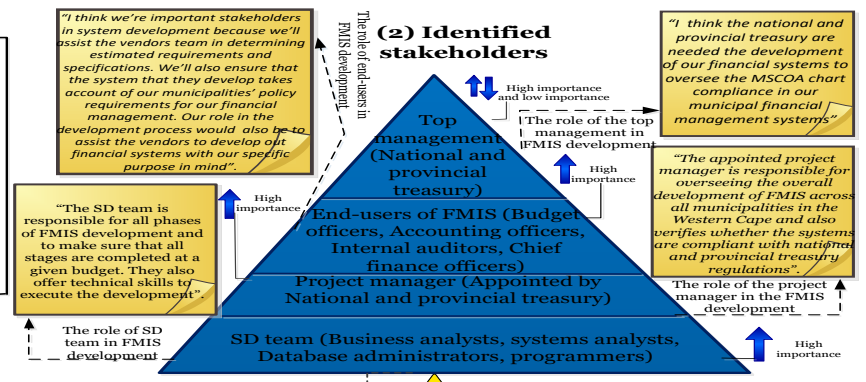 (2) Identified
stakeholders
"I think we're important stakeholders
in system development because we'll
assist the vendors team in determining
estimated requirements and
specifications. We'll also ensure that
the system that they develop takes
account of our municipalities' policy
requirements for our financial
management. Our role in the
development process would also be to
assist the vendors to develop out
financial systems with our specific
purpose in mind".
The role of end-users in
FMIS development
"I think the national and
provincial treasury are
needed the development
of our financial systems to
oversee the MSCOA chart
compliance in our
municipal financial
management systems"
High importance
and low importance
The role of the top
management in
FMIS development
Top
management
(National and
provincial
treasury)
High
importance
"The appointed project
manager is responsible for
overseeing the overall
development of FMIS across
all municipalities in the
Western Cape and also
verifies whether the systems
are compliant with national
and provincial treasury
regulations".
"The SD team is
responsible for all phases
of FMIS development and
to make sure that all
stages are completed at a
given budget. They also
offer technical skills to
execute the development".
High
importance
End-users of FMIS (Budget
officers, Accounting officers,
Internal auditors, Chief
finance officers)
Project manager (Appointed by
National and provincial treasury)
The role of the project
manager in the FMIS
development
The role of SD
team in FMIS
development
SD team (Business analysts, systems analysts,
Database administrators, programmers)
High
importance